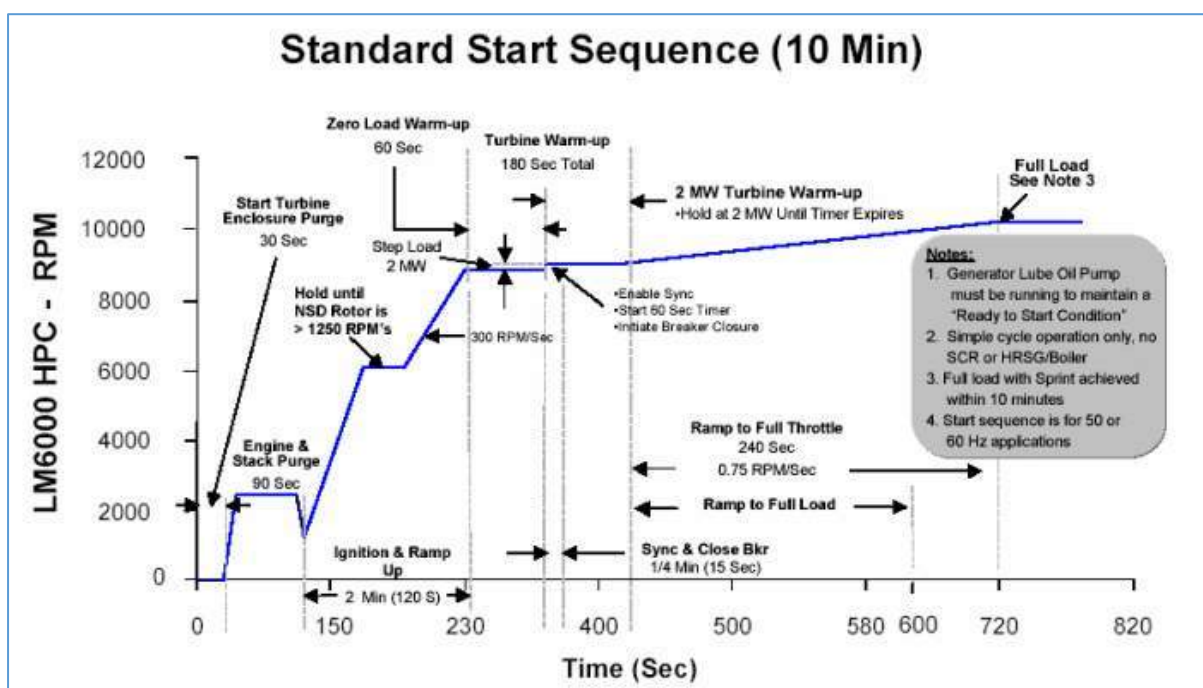 Standard Start Sequence (10 Min)
LM6000 HPC - RPM
12000
10000
8000
6000
4000
2000
0
Start Turbine
Enclosure Purge
30 Sec
Engine &
Stack Purge
90 Sec
Hold until
NSD Rotor is
> 1250 RPM's
Zero Load Warm-up
60 Sec
Step Load
2 MW
300 RPM/Sec
Turbine Warm-up
180 Sec Total
•Enable Sync
•Start 60 Sec Timer
•Initiate Breaker Closure
2 MW Turbine Warm-up
•Hold at 2 MW Until Timer Expires
Full Load
See Note 3
Notes:
1. Generator Lube Oil Pump
must be running to maintain a
"Ready to Start Condition"
2. Simple cycle operation only, no
SCR or HRSG/Boiler
3. Full load with Sprint achieved
within 10 minutes
4. Start sequence is for 50 or
60 Hz applications
Ramp to Full Throttle
240 Sec
0.75 RPM/Sec
Ramp to Full Load
Ignition & Ramp
Up
2 Min (120 S)
Sync & Close Bkr
1/4 Min (15 Sec)
0 150 230 400 500 580 600 720 820
Time (Sec)